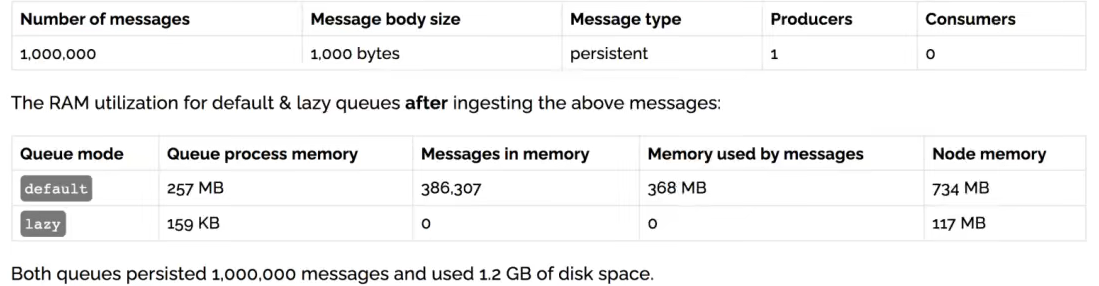 Number of messages Message body size Message type Producers Consumers
1,000,000 1,000 bytes persistent 1 0
The RAM utilization for default & lazy queues after ingesting the above messages:
Queue mode Queue process memory Messages in memory Memory used by messages Node memory
default 257 MB 386,307 368 MB 734 MB
lazy 159 KB 0 0 117 MB
Both queues persisted 1,000,000 messages and used 1.2 GB of disk space.